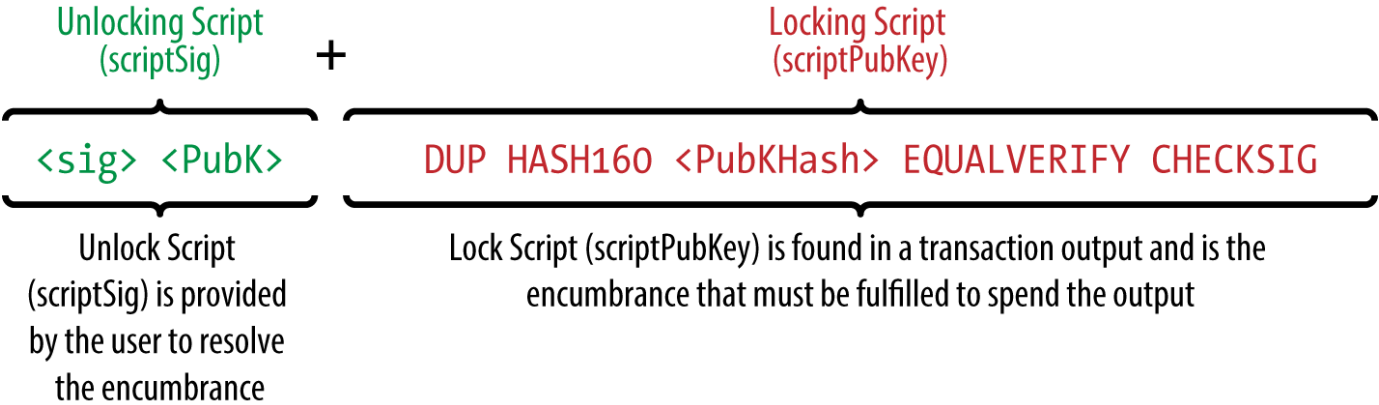 Unlocking Script
(scriptSig)
+
Locking Script
(scriptPubKey)
<sig> <PubK>
DUP HASH160 <PubKHash> EQUALVERIFY CHECKSIG
Unlock Script
(scriptSig) is provided
by the user to resolve
the encumbrance
Lock Script (scriptPubKey) is found in a transaction output and is the
encumbrance that must be fulfilled to spend the output